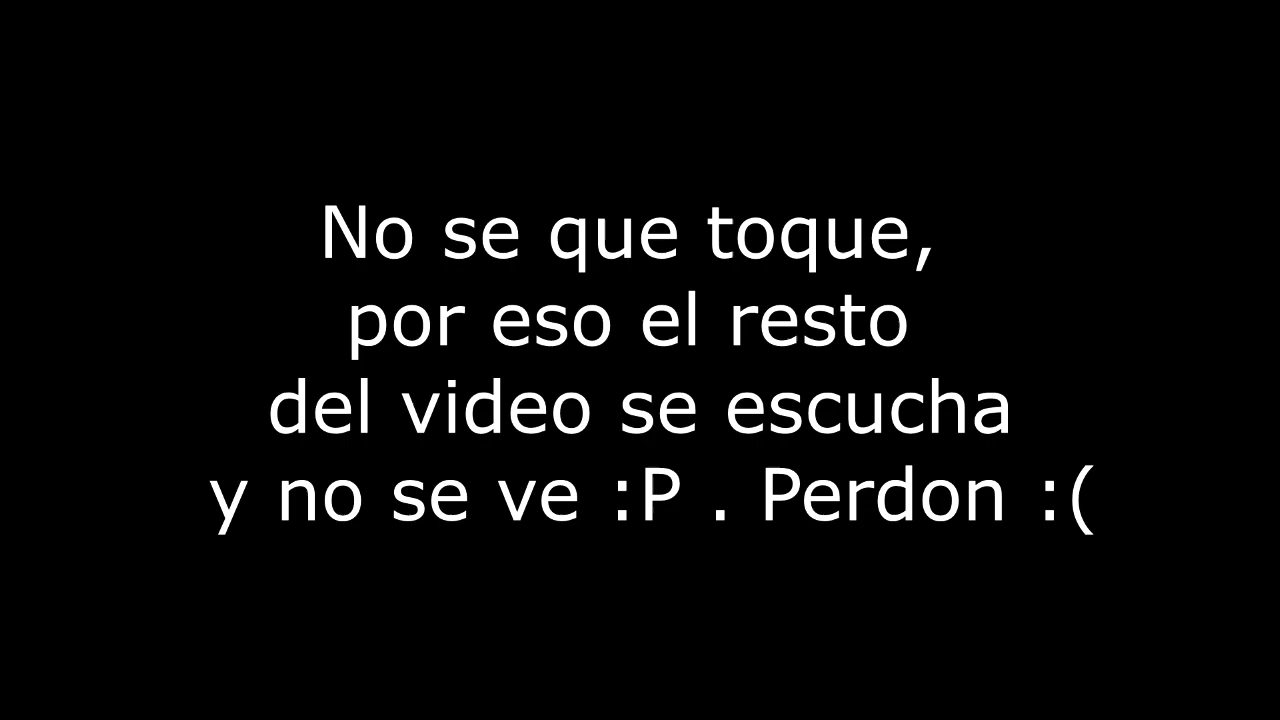 No se que toque,
por eso el resto
del video se escucha
y no se ve :P . Perdon :(